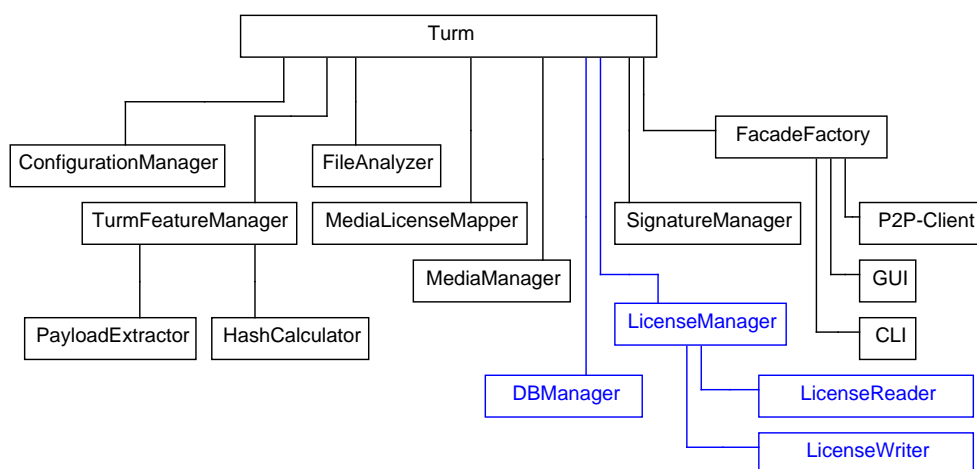 Turm
FacadeFactory
ConfigurationManager
FileAnalyzer
TurmFeatureManager
MediaLicenseMapper
SignatureManager
P2P-Client
MediaManager
GUI
LicenseManager
PayloadExtractor
HashCalculator
CLI
DBManager
LicenseReader
LicenseWriter